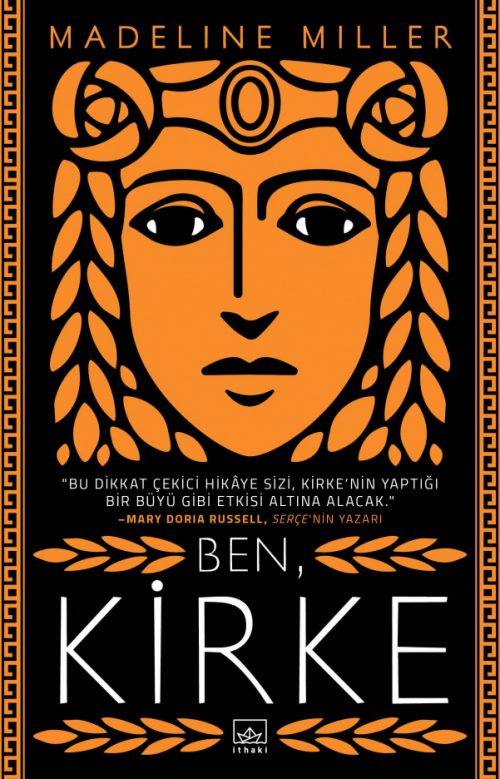 MADELINE MILLER
"BU DİKKAT ÇEKİCİ HİKÂYE SİZİ, KİRKE'NİN YAPTIĞI
BİR BÜYÜ GİBİ ETKİSİ ALTINA ALACAK."
–MARY DORIA RUSSELL, SERÇE'NİN YAZARI
BEN,
KİRKE
ithaki